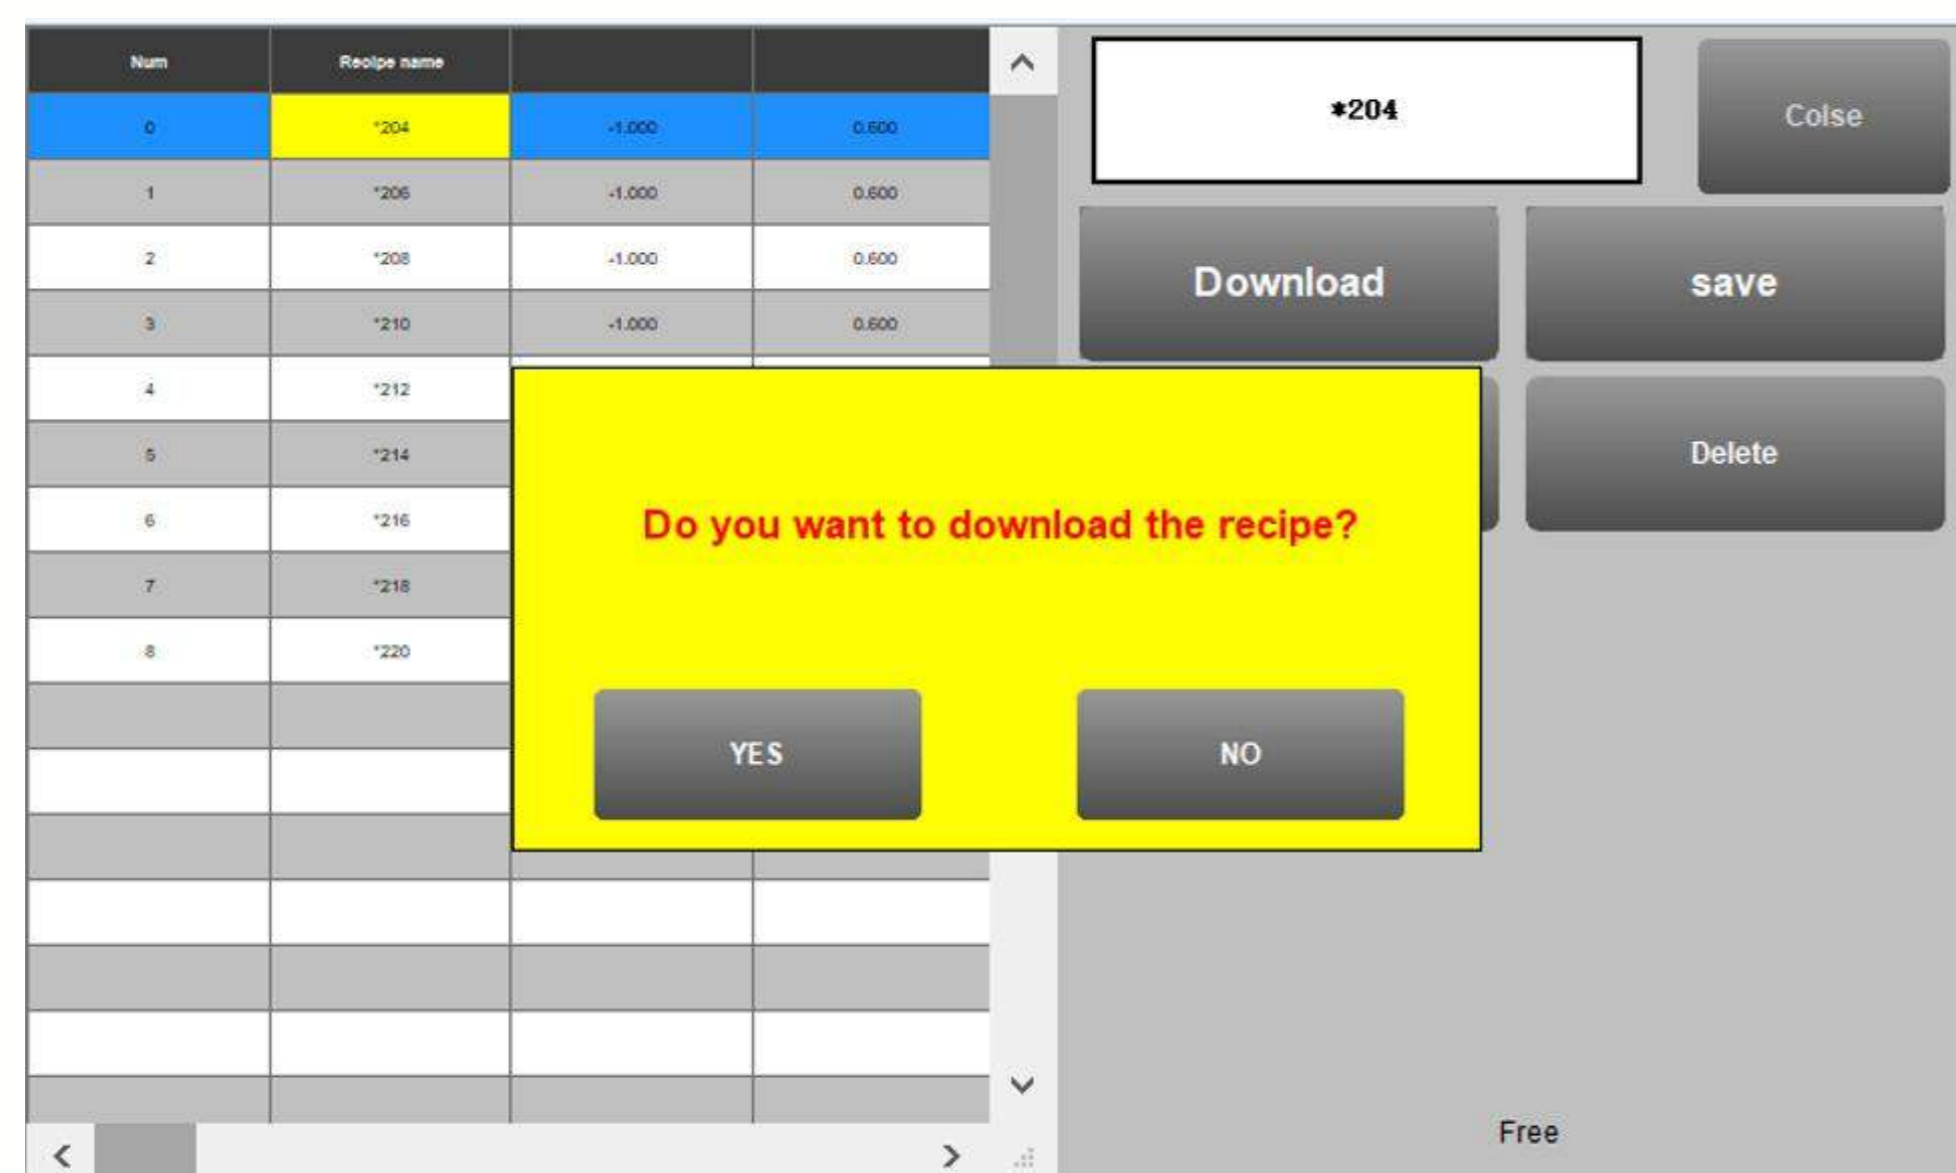 Num Recipe name
0 *204 -1.000 0.600
1 *206 -1.000 0.600
2 *208 -1.000 0.600
3 *210 -1.000 0.600
4 *212
5 *214
6 *216
7 *218
8 *220
*204
Colse
Download save
Delete
Do you want to download the recipe?
YES NO
Free